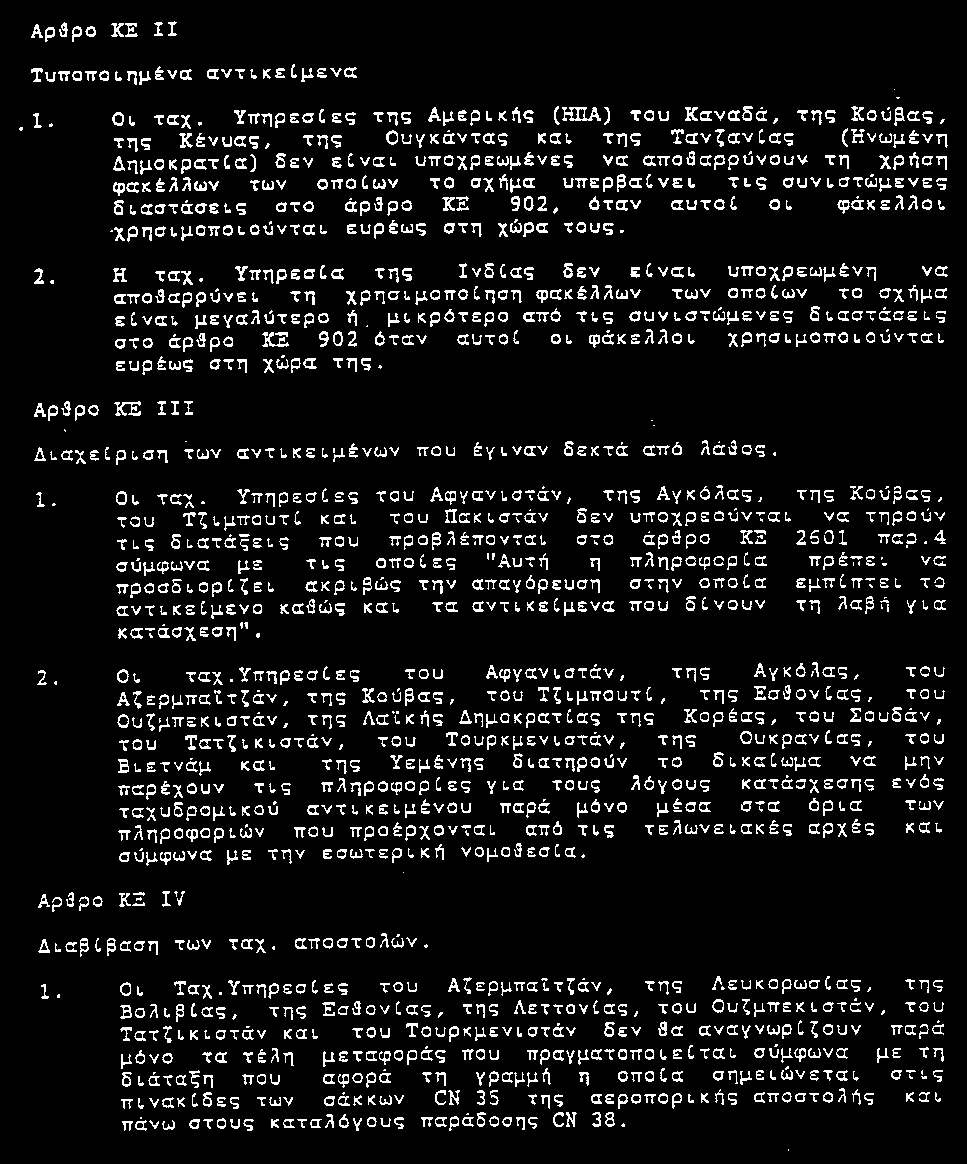 Αρθρο ΚΕ II
Τυποποιημένα αντικείμενα
1. Οι ταχ. Υπηρεσίες της Αμερικής (ΗΠΑ) του Καναδά, της Κούβας,
της Κένυας, της Ουγκάντας και της Τανζανίας (Ηνωμένη
Δημοκρατία) δεν είναι υποχρεωμένες να αποθαρρύνουν τη χρήση
φακέλλων των οποίων το σχήμα υπερβαίνει τις συνιστώμενες
διαστάσεις στο άρθρο ΚΕ 902, όταν αυτοί οι φάκελλοι
χρησιμοποιούνται ευρέως στη χώρα τους.
2. Η ταχ. Υπηρεσία της Ινδίας δεν είναι υποχρεωμένη να
αποθαρρύνει τη χρησιμοποίηση φακέλλων των οποίων το σχήμα
είναι μεγαλύτερο ή μικρότερο από τις συνιστώμενες διαστάσεις
στο άρθρο ΚΕ 902 όταν αυτοί οι φάκελλοι χρησιμοποιούνται
ευρέως στη χώρα της.
Αρθρο ΚΕ III
Διαχείριση των αντικειμένων που έγιναν δεκτά από λάθος.
1. Οι ταχ. Υπηρεσίες του Αφγανιστάν, της Αγκόλας, της Κούβας,
του Τζιμπουτί και του Πακιστάν δεν υποχρεούνται να τηρούν
τις διατάξεις που προβλέπονται στο άρθρο ΚΕ 2601 παρ.4
σύμφωνα με τις οποίες "Αυτή η πληροφορία πρέπει να
προσδιορίζει ακριβώς την απαγόρευση στην οποία εμπίπτει το
αντικείμενο καθώς και τα αντικείμενα που δίνουν τη λαβή για
κατάσχεση".
2. Οι ταχ.Υπηρεσίες του Αφγανιστάν, της Αγκόλας, του
Αζερμπαϊτζάν, της Κούβας, του Τζιμπουτί, της Εσθονίας, του
Ουζμπεκιστάν, της Λαϊκής Δημοκρατίας της Κορέας, του Σουδάν,
του Τατζικιστάν, του Τουρκμενιστάν, της Ουκρανίας, του
Βιετνάμ και της Υεμένης διατηρούν το δικαίωμα να μην
παρέχουν τις πληροφορίες για τους λόγους κατάσχεσης ενός
ταχυδρομικού αντικειμένου παρά μόνο μέσα στα όρια των
πληροφοριών που προέρχονται από τις τελωνειακές αρχές και
σύμφωνα με την εσωτερική νομοθεσία.
Αρθρο ΚΕ IV
Διαβίβαση των ταχ. αποστολών.
1. Οι Ταχ.Υπηρεσίες του Αζερμπαϊτζάν, της Λευκορωσίας, της
Βολιβίας, της Εσθονίας, της Λεττονίας, του Ουζμπεκιστάν, του
Τατζικιστάν και του Τουρκμενιστάν δεν θα αναγνωρίζουν παρά
μόνο τα τέλη μεταφοράς που πραγματοποιείται σύμφωνα με τη
διάταξη που αφορά τη γραμμή η οποία σημειώνεται στις
πινακίδες των σάκκων CN 35 της αεροπορικής αποστολής και
πάνω στους καταλόγους παράδοσης CN 38.